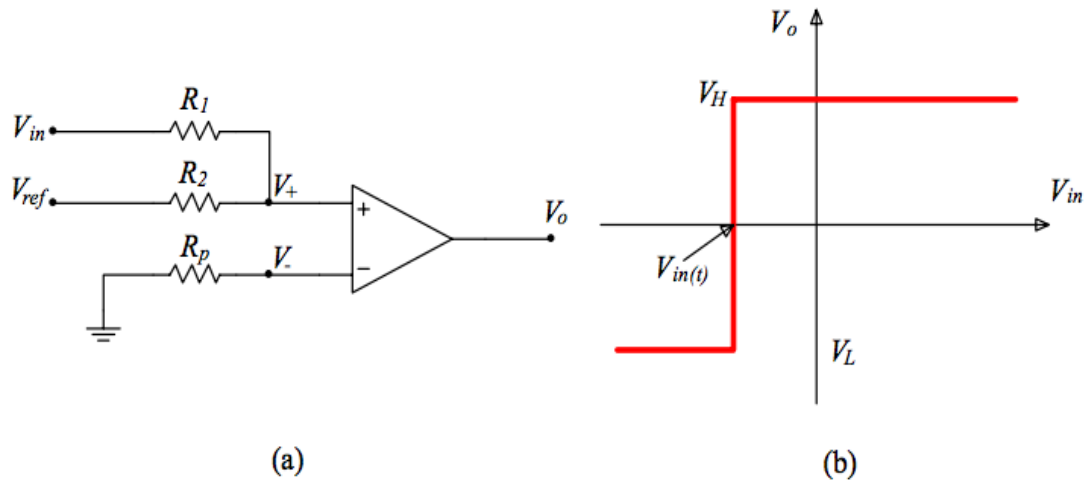 R1
Vin
R2
Vref
V+
+
Vo
Rp
V-
−
(a)
Vo
VH
Vin
Vin(t)
VL
(b)